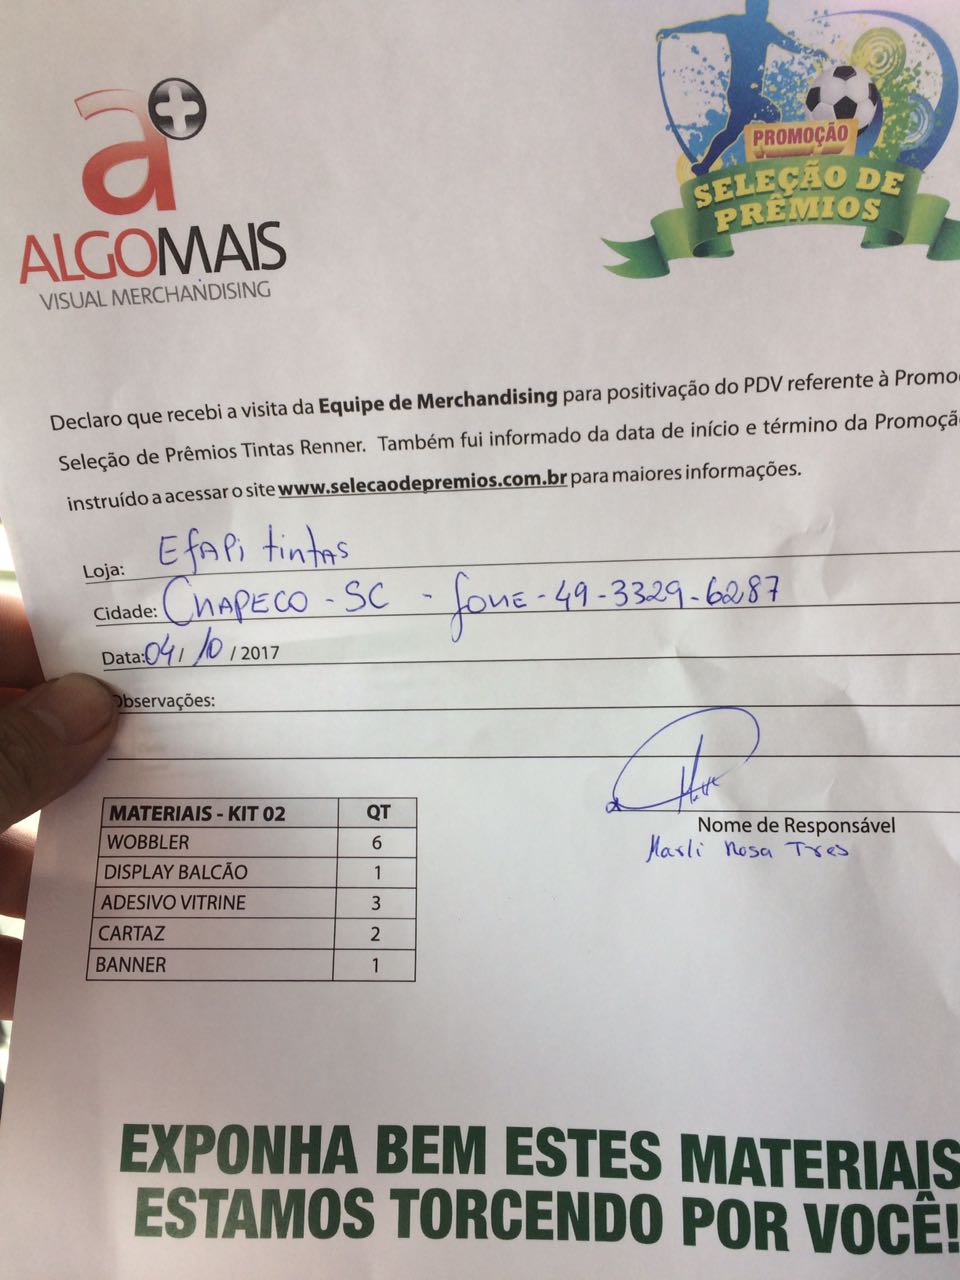 a+
ALGOMAIS
VISUAL MERCHANDISING
PROMOÇÃO
SELEÇÃO DE
PRÊMIOS
Declaro que recebi a visita da Equipe de Merchandising para positivação do PDV referente à Promo
Seleção de Prêmios Tintas Renner. Também fui informado da data de início e término da Promoção
instruído a acessar o site www.selecaodepremios.com.br para maiores informações.
Loja: EfAPi tintAS
Cidade: CHAPECO - SC - fone - 49-3329-6287
Data: 04 / 10 / 2017
Observações:
MATERIAIS - KIT 02 QT
WOBBLER 6
DISPLAY BALCÃO 1
ADESIVO VITRINE 3
CARTAZ 2
BANNER 1
Nome de Responsável
Marli Rosa Tres
EXPONHA BEM ESTES MATERIAIS
ESTAMOS TORCENDO POR VOCÊ!